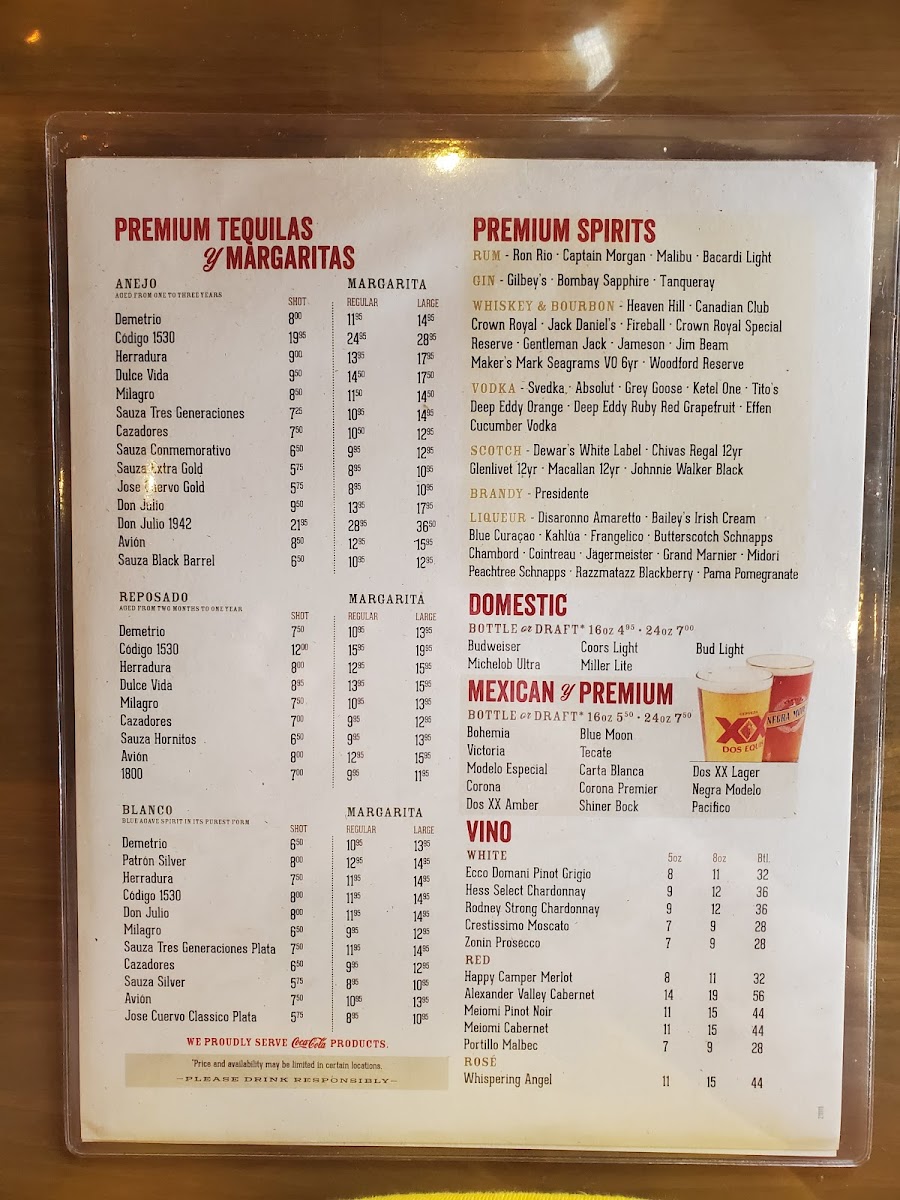 PREMIUM TEQUILAS
y MARGARITAS
ANEJO MARGARITA
AGED FROM ONE TO THREE YEARS
SHOT REGULAR LARGE
Demetrio 8⁰⁰ 11⁹⁵ 14⁹⁵
Código 1530 19⁹⁵ 24⁹⁵ 28⁹⁵
Herradura 9⁰⁰ 13⁹⁵ 17⁹⁵
Dulce Vida 9⁵⁰ 14⁵⁰ 17⁵⁰
Milagro 8⁵⁰ 11⁵⁰ 14⁵⁰
Sauza Tres Generaciones 7²⁵ 10⁹⁵ 14⁹⁵
Cazadores 7⁵⁰ 10⁵⁰ 12⁹⁵
Sauza Conmemorativo 6⁵⁰ 9⁹⁵ 12⁹⁵
Sauza Extra Gold 5⁷⁵ 8⁹⁵ 10⁹⁵
Jose Cuervo Gold 5⁷⁵ 8⁹⁵ 10⁹⁵
Don Julio 9⁵⁰ 13⁹⁵ 17⁹⁵
Don Julio 1942 21⁹⁵ 28⁹⁵ 36⁵⁰
Avión 8⁵⁰ 12⁹⁵ 15⁹⁵
Sauza Black Barrel 6⁵⁰ 10⁹⁵ 12⁹⁵
REPOSADO MARGARITA
AGED FROM TWO MONTHS TO ONE YEAR
SHOT REGULAR LARGE
Demetrio 7⁵⁰ 10⁹⁵ 13⁹⁵
Código 1530 12⁰⁰ 15⁹⁵ 19⁹⁵
Herradura 8⁰⁰ 12⁹⁵ 15⁹⁵
Dulce Vida 8⁹⁵ 13⁹⁵ 15⁹⁵
Milagro 7⁵⁰ 10⁹⁵ 13⁹⁵
Cazadores 7⁰⁰ 9⁹⁵ 12⁹⁵
Sauza Hornitos 6⁵⁰ 9⁹⁵ 13⁹⁵
Avión 8⁰⁰ 12⁹⁵ 15⁹⁵
1800 7⁰⁰ 9⁹⁵ 11⁹⁵
BLANCO MARGARITA
BLUE AGAVE SPIRIT IN ITS PUREST FORM
SHOT REGULAR LARGE
Demetrio 6⁵⁰ 10⁹⁵ 13⁹⁵
Patrón Silver 8⁰⁰ 12⁹⁵ 14⁹⁵
Herradura 7⁵⁰ 11⁹⁵ 14⁹⁵
Código 1530 8⁰⁰ 11⁹⁵ 14⁹⁵
Don Julio 8⁰⁰ 11⁹⁵ 14⁹⁵
Milagro 6⁵⁰ 9⁹⁵ 12⁹⁵
Sauza Tres Generaciones Plata 7⁵⁰ 11⁹⁵ 14⁹⁵
Cazadores 6⁵⁰ 9⁹⁵ 12⁹⁵
Sauza Silver 5⁷⁵ 8⁹⁵ 10⁹⁵
Avión 7⁵⁰ 10⁹⁵ 13⁹⁵
Jose Cuervo Classico Plata 5⁷⁵ 8⁹⁵ 10⁹⁵
WE PROUDLY SERVE Coca-Cola PRODUCTS.
*Price and availability may be limited in certain locations.
—PLEASE DRINK RESPONSIBLY—
PREMIUM SPIRITS
RUM - Ron Rio · Captain Morgan · Malibu · Bacardi Light
GIN - Gilbey's · Bombay Sapphire · Tanqueray
WHISKEY & BOURBON - Heaven Hill · Canadian Club
Crown Royal · Jack Daniel's · Fireball · Crown Royal Special
Reserve · Gentleman Jack · Jameson · Jim Beam
Maker's Mark Seagrams VO 6yr · Woodford Reserve
VODKA - Svedka · Absolut · Grey Goose · Ketel One · Tito's
Deep Eddy Orange · Deep Eddy Ruby Red Grapefruit · Effen
Cucumber Vodka
SCOTCH - Dewar's White Label · Chivas Regal 12yr
Glenlivet 12yr · Macallan 12yr · Johnnie Walker Black
BRANDY - Presidente
LIQUEUR - Disaronno Amaretto · Bailey's Irish Cream
Blue Curaçao · Kahlúa · Frangelico · Butterscotch Schnapps
Chambord · Cointreau · Jägermeister · Grand Marnier · Midori
Peachtree Schnapps · Razzmatazz Blackberry · Pama Pomegranate
DOMESTIC
BOTTLE or DRAFT* 16OZ 4⁹⁵ · 24OZ 7⁰⁰
Budweiser Coors Light Bud Light
Michelob Ultra Miller Lite
MEXICAN y PREMIUM
BOTTLE or DRAFT* 16OZ 5⁵⁰ · 24OZ 7⁵⁰
Bohemia Blue Moon
Victoria Tecate
Modelo Especial Carta Blanca Dos XX Lager
Corona Corona Premier Negra Modelo
Dos XX Amber Shiner Bock Pacifico
XX
DOS EQUIS
NEGRA MODELO
VINO
WHITE 5oz 8oz Btl.
Ecco Domani Pinot Grigio 8 11 32
Hess Select Chardonnay 9 12 36
Rodney Strong Chardonnay 9 12 36
Crestissimo Moscato 7 9 28
Zonin Prosecco 7 9 28
RED
Happy Camper Merlot 8 11 32
Alexander Valley Cabernet 14 19 56
Meiomi Pinot Noir 11 15 44
Meiomi Cabernet 11 15 44
Portillo Malbec 7 9 28
ROSÉ
Whispering Angel 11 15 44